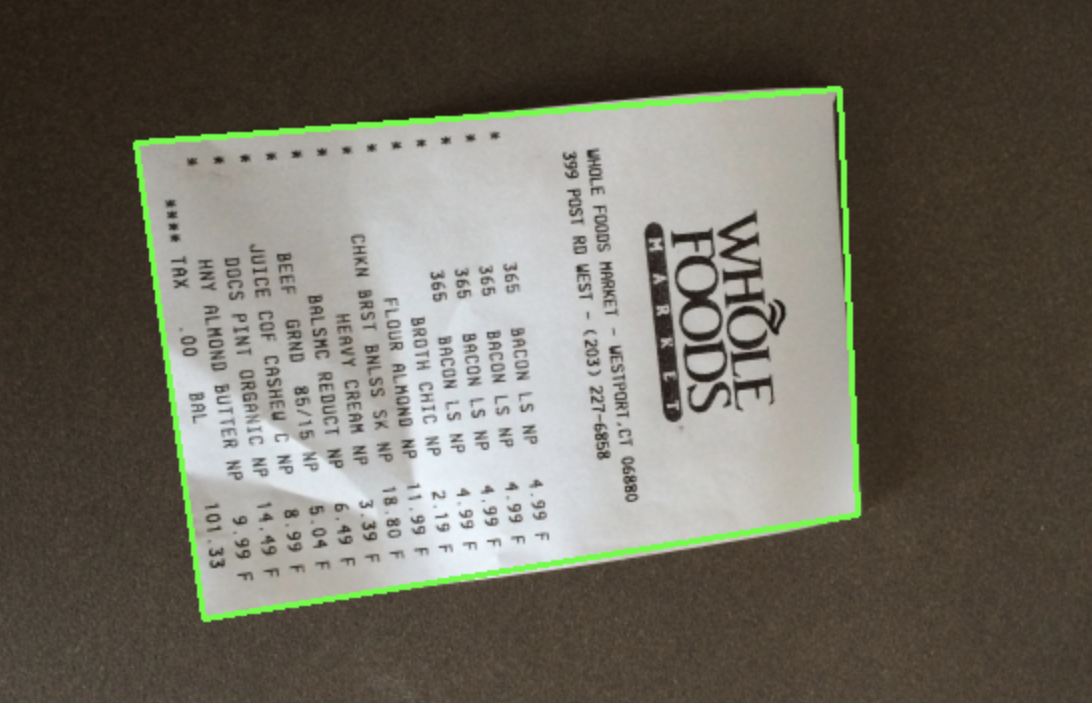 WHOLE
FOODS
MARKET
WHOLE FOODS MARKET - WESTPORT,CT 06880
399 POST RD WEST - (203) 227-6858
* 365 BACON LS NP 4.99 F
* 365 BACON LS NP 4.99 F
* 365 BACON LS NP 4.99 F
* 365 BACON LS NP 4.99 F
* BROTH CHIC NP 2.19 F
* FLOUR ALMOND NP 11.99 F
* CHKN BRST BNLSS SK NP 18.80 F
* HEAVY CREAM NP 3.39 F
* BALSMC REDUCT NP 6.49 F
* BEEF GRND 85/15 NP 5.04 F
* JUICE COF CASHEW C NP 8.99 F
* DOCS PINT ORGANIC NP 14.49 F
* HNY ALMOND BUTTER NP 9.99 F
**** TAX .00 BAL 101.33